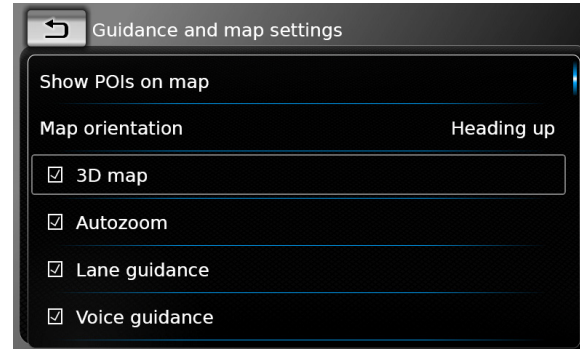 Guidance and map settings
Show POIs on map
Map orientation Heading up
3D map
Autozoom
Lane guidance
Voice guidance